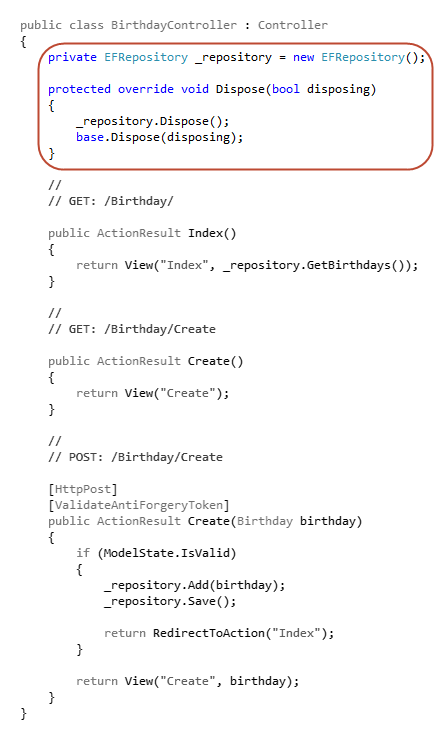 public class BirthdayController : Controller
{
    private EFRepository _repository = new EFRepository();

    protected override void Dispose(bool disposing)
    {
        _repository.Dispose();
        base.Dispose(disposing);
    }

    //
    // GET: /Birthday/

    public ActionResult Index()
    {
        return View("Index", _repository.GetBirthdays());
    }

    //
    // GET: /Birthday/Create

    public ActionResult Create()
    {
        return View("Create");
    }

    //
    // POST: /Birthday/Create

    [HttpPost]
    [ValidateAntiForgeryToken]
    public ActionResult Create(Birthday birthday)
    {
        if (ModelState.IsValid)
        {
            _repository.Add(birthday);
            _repository.Save();

            return RedirectToAction("Index");
        }

        return View("Create", birthday);
    }
}